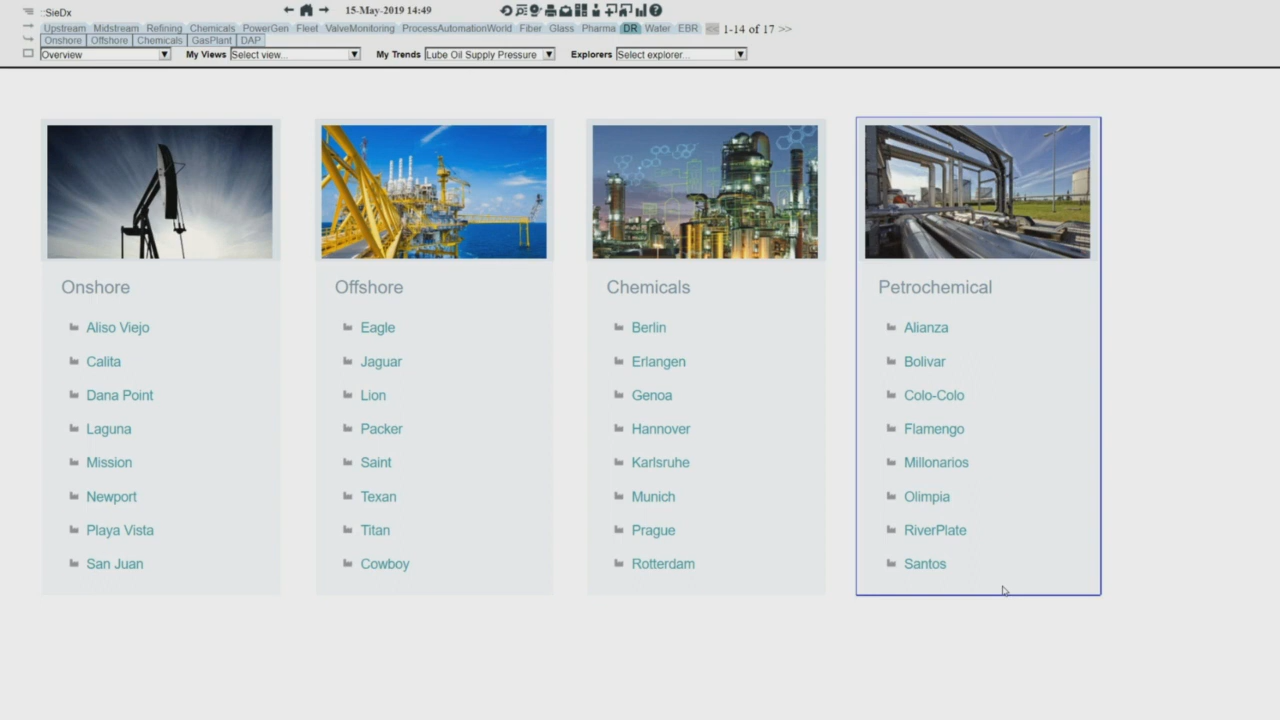 ::SieDx
15-May-2019 14:49
Upstream Midstream Refining Chemicals PowerGen Fleet ValveMonitoring ProcessAutomationWorld Fiber Glass Pharma DR Water EBR << 1-14 of 17 >>
Onshore Offshore Chemicals GasPlant DAP
Overview My Views Select view... My Trends Lube Oil Supply Pressure Explorers Select explorer...
Onshore
Aliso Viejo
Calita
Dana Point
Laguna
Mission
Newport
Playa Vista
San Juan
Offshore
Eagle
Jaguar
Lion
Packer
Saint
Texan
Titan
Cowboy
Chemicals
Berlin
Erlangen
Genoa
Hannover
Karlsruhe
Munich
Prague
Rotterdam
Petrochemical
Alianza
Bolivar
Colo-Colo
Flamengo
Millonarios
Olimpia
RiverPlate
Santos